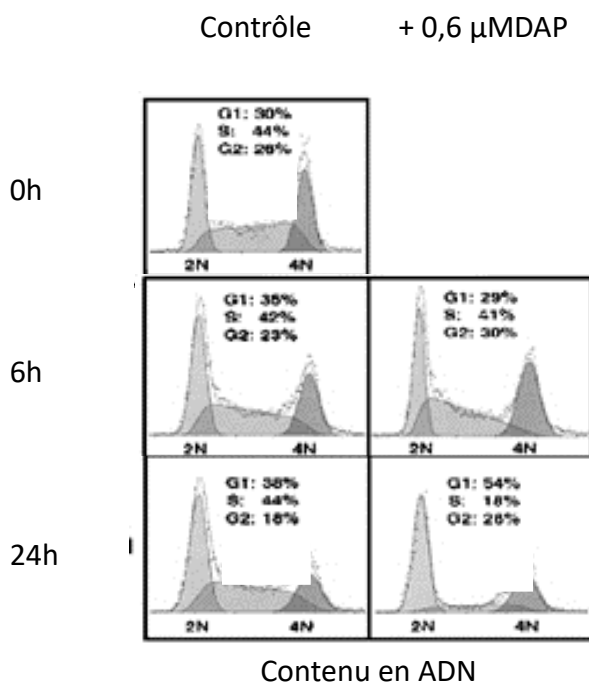 Contrôle + 0,6 µMDAP
0h
G1: 30%
S: 44%
G2: 26%
2N 4N
6h
G1: 35%
S: 42%
G2: 23%
2N 4N
G1: 29%
S: 41%
G2: 30%
2N 4N
24h
G1: 38%
S: 44%
G2: 18%
2N 4N
G1: 54%
S: 18%
G2: 28%
2N 4N
Contenu en ADN